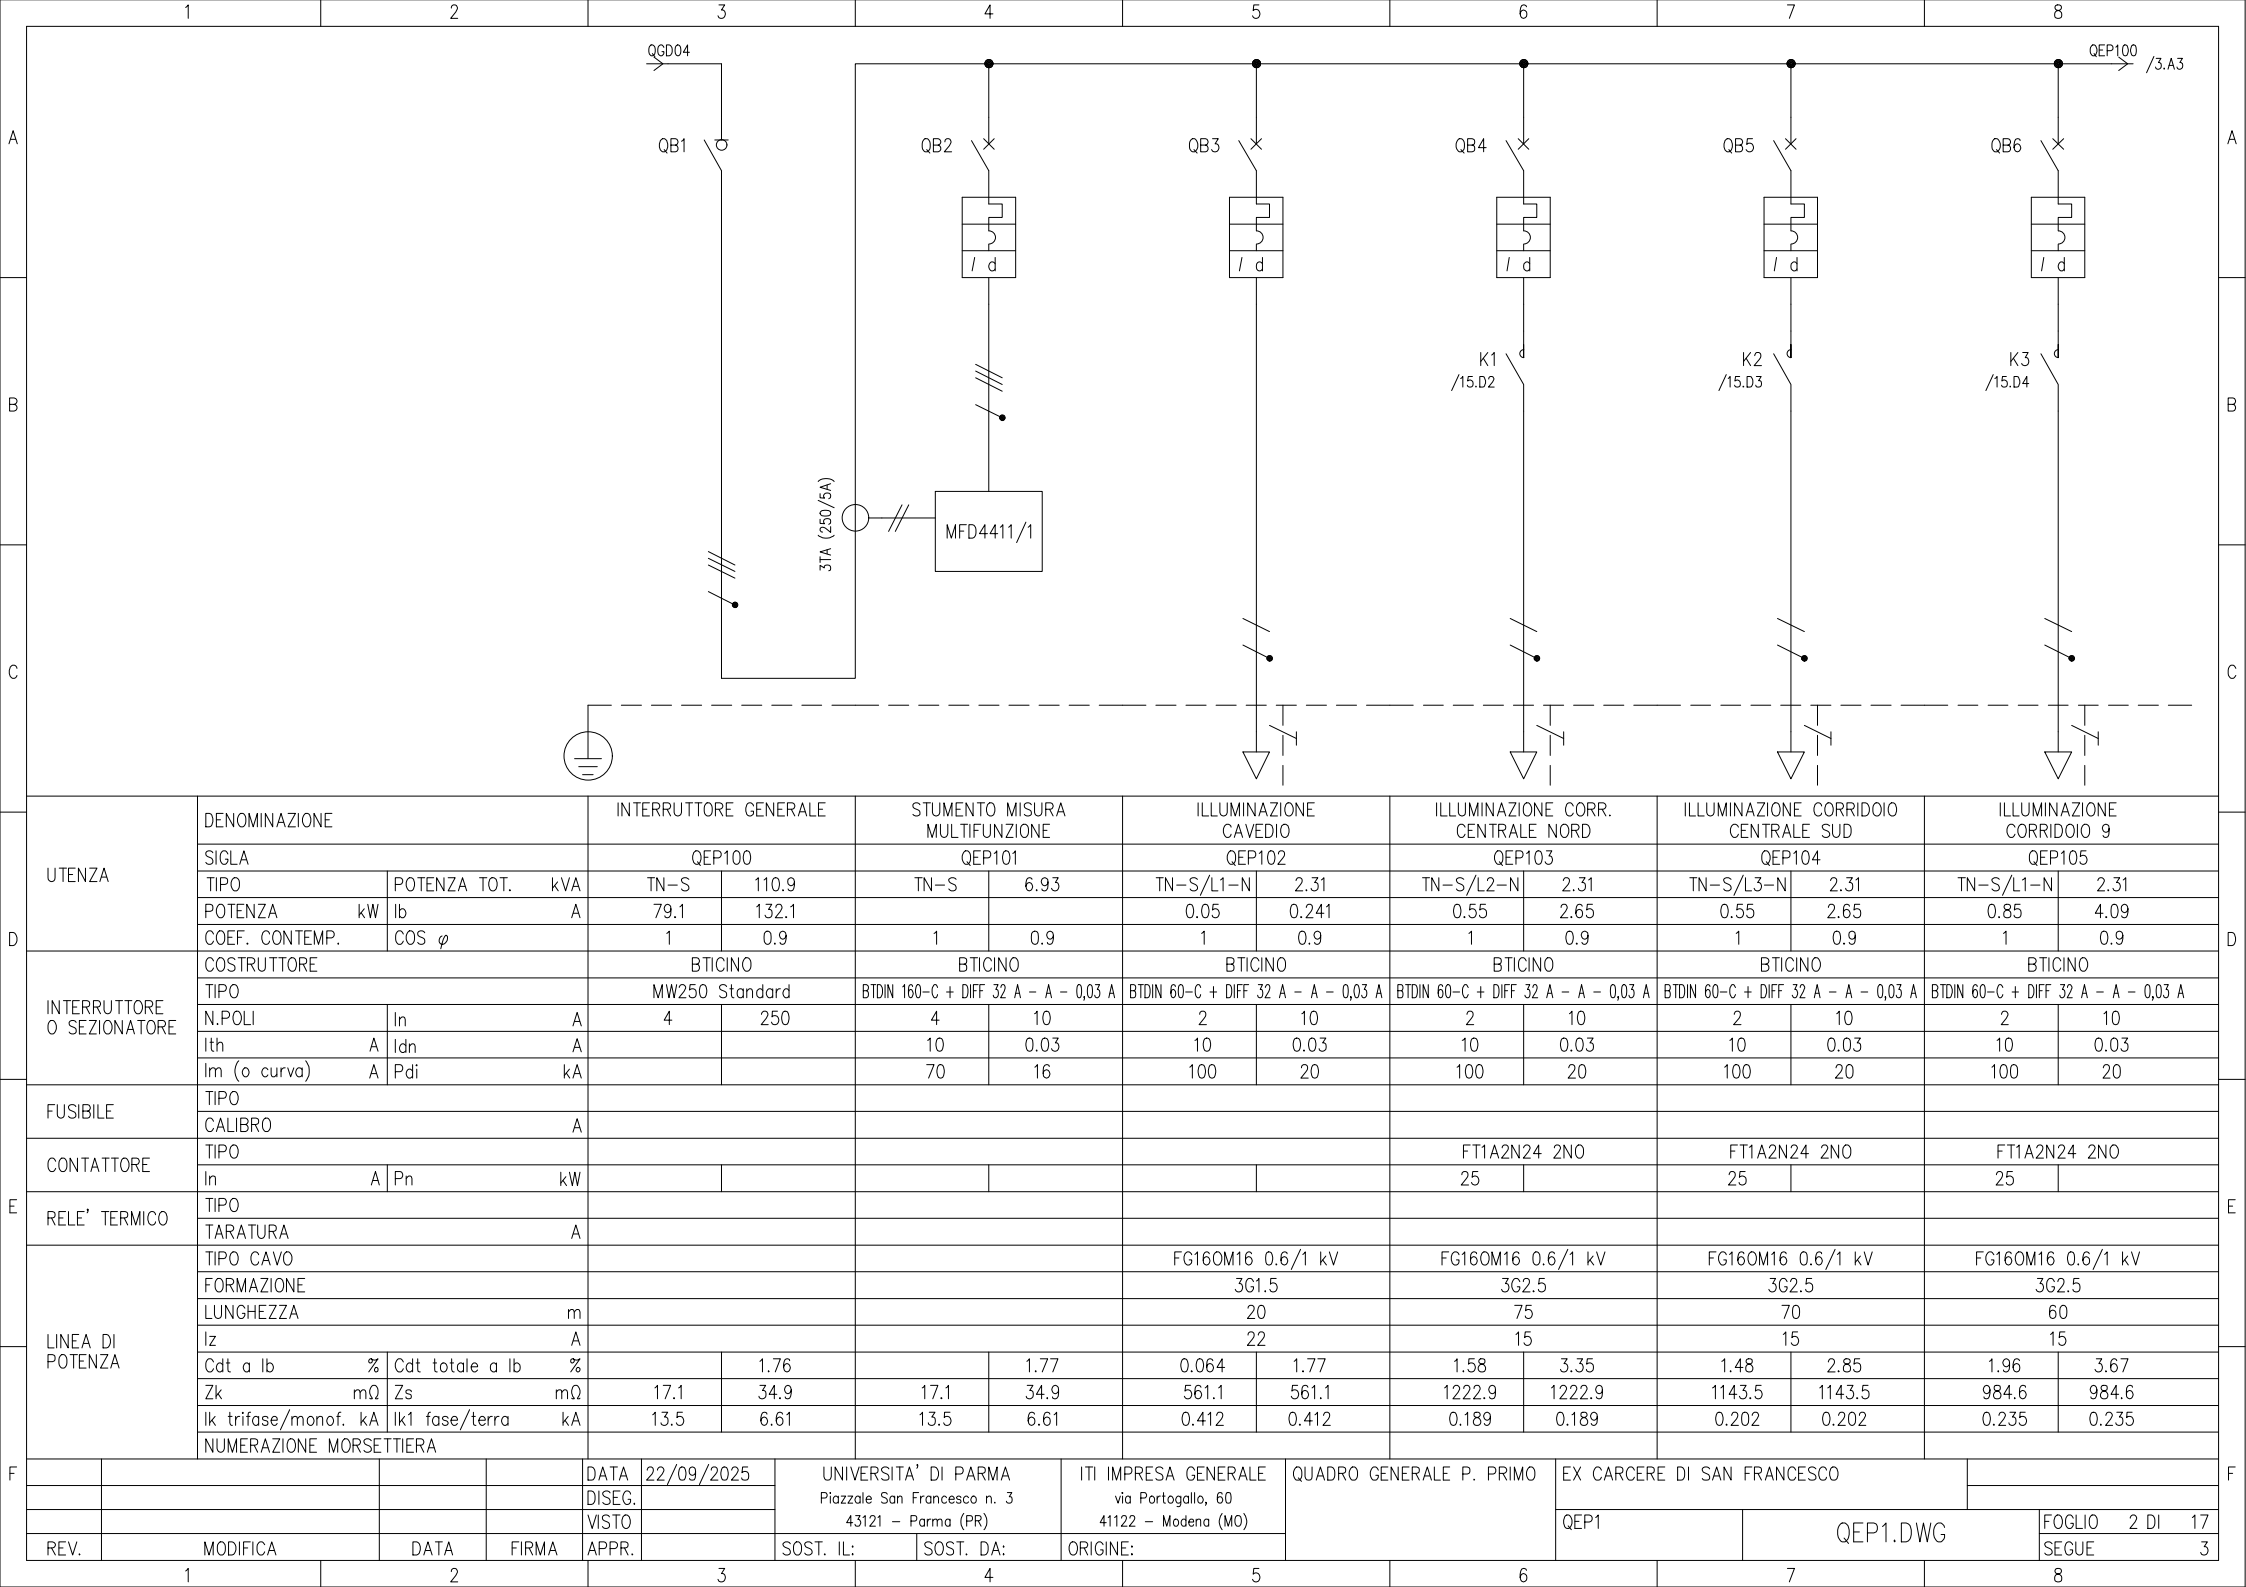 1 2 3 4 5 6 7 8
QGD04 QEP100 /3.A3
A A
QB1 QB2 QB3 QB4 QB5 QB6
I d I d I d I d I d
K1 K2 K3
/15.D2 /15.D3 /15.D4
B B
3TA (250/5A)
MFD4411/1
C C
UTENZA
DENOMINAZIONE INTERRUTTORE GENERALE STUMENTO MISURA MULTIFUNZIONE ILLUMINAZIONE CAVEDIO ILLUMINAZIONE CORR. CENTRALE NORD ILLUMINAZIONE CORRIDOIO CENTRALE SUD ILLUMINAZIONE CORRIDOIO 9
SIGLA QEP100 QEP101 QEP102 QEP103 QEP104 QEP105
TIPO POTENZA TOT. kVA TN-S 110.9 TN-S 6.93 TN-S/L1-N 2.31 TN-S/L2-N 2.31 TN-S/L3-N 2.31 TN-S/L1-N 2.31
POTENZA kW Ib A 79.1 132.1 0.05 0.241 0.55 2.65 0.55 2.65 0.85 4.09
D D
COEF. CONTEMP. COS φ 1 0.9 1 0.9 1 0.9 1 0.9 1 0.9 1 0.9
INTERRUTTORE
O SEZIONATORE
COSTRUTTORE BTICINO BTICINO BTICINO BTICINO BTICINO BTICINO
TIPO MW250 Standard BTDIN 160-C + DIFF 32 A - A - 0,03 A BTDIN 60-C + DIFF 32 A - A - 0,03 A BTDIN 60-C + DIFF 32 A - A - 0,03 A BTDIN 60-C + DIFF 32 A - A - 0,03 A BTDIN 60-C + DIFF 32 A - A - 0,03 A
N.POLI In A 4 250 4 10 2 10 2 10 2 10 2 10
Ith A Idn A 10 0.03 10 0.03 10 0.03 10 0.03 10 0.03
Im (o curva) A Pdi kA 70 16 100 20 100 20 100 20 100 20
FUSIBILE
TIPO
CALIBRO A
CONTATTORE
TIPO FT1A2N24 2NO FT1A2N24 2NO FT1A2N24 2NO
In A Pn kW 25 25 25
E E
RELE' TERMICO
TIPO
TARATURA A
LINEA DI
POTENZA
TIPO CAVO FG16OM16 0.6/1 kV FG16OM16 0.6/1 kV FG16OM16 0.6/1 kV FG16OM16 0.6/1 kV
FORMAZIONE 3G1.5 3G2.5 3G2.5 3G2.5
LUNGHEZZA m 20 75 70 60
Iz A 22 15 15 15
Cdt a Ib % Cdt totale a Ib % 1.76 1.77 0.064 1.77 1.58 3.35 1.48 2.85 1.96 3.67
Zk mΩ Zs mΩ 17.1 34.9 17.1 34.9 561.1 561.1 1222.9 1222.9 1143.5 1143.5 984.6 984.6
Ik trifase/monof. kA Ik1 fase/terra kA 13.5 6.61 13.5 6.61 0.412 0.412 0.189 0.189 0.202 0.202 0.235 0.235
NUMERAZIONE MORSETTIERA
F F
DATA 22/09/2025 UNIVERSITA' DI PARMA ITI IMPRESA GENERALE QUADRO GENERALE P. PRIMO EX CARCERE DI SAN FRANCESCO
DISEG. Piazzale San Francesco n. 3 via Portogallo, 60
VISTO 43121 - Parma (PR) 41122 - Modena (MO) QEP1 QEP1.DWG FOGLIO 2 DI 17
REV. MODIFICA DATA FIRMA APPR. SOST. IL: SOST. DA: ORIGINE: SEGUE 3
1 2 3 4 5 6 7 8